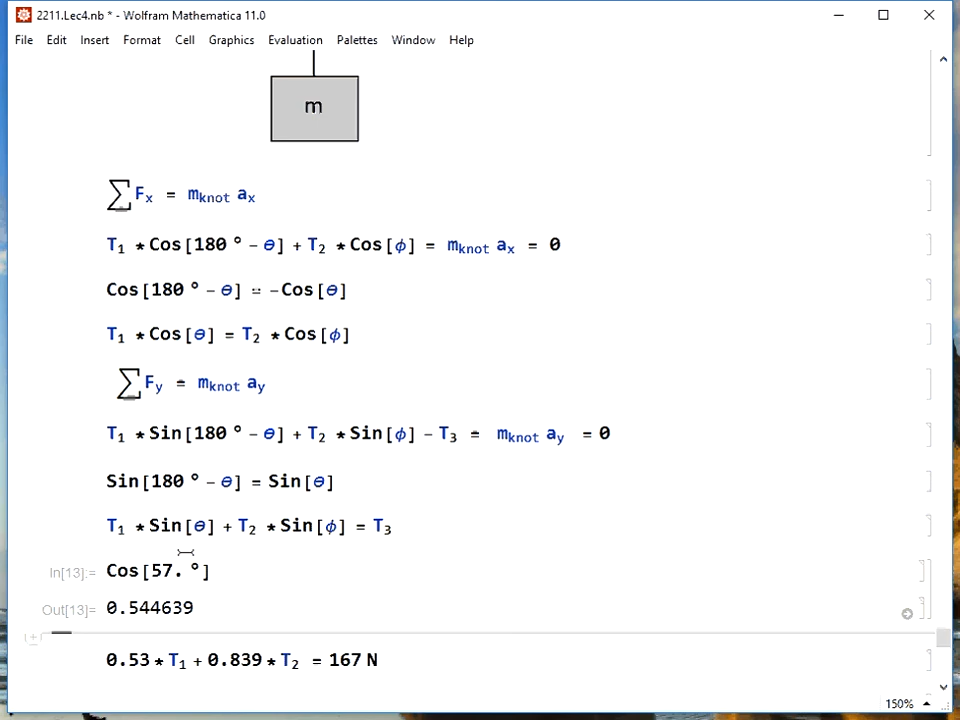 2211.Lec4.nb * - Wolfram Mathematica 11.0
File Edit Insert Format Cell Graphics Evaluation Palettes Window Help
m
∑Fₓ = mₖₙₒₜ aₓ
T₁ *Cos[180 ° - θ] + T₂ *Cos[ϕ] = mₖₙₒₜ aₓ = 0
Cos[180 ° - θ] = -Cos[θ]
T₁ *Cos[θ] = T₂ *Cos[ϕ]
∑F_y = mₖₙₒₜ a_y
T₁ *Sin[180 ° - θ] + T₂ *Sin[ϕ] - T₃ = mₖₙₒₜ a_y = 0
Sin[180 ° - θ] = Sin[θ]
T₁ *Sin[θ] + T₂ *Sin[ϕ] = T₃
In[13]:= Cos[57. °]
Out[13]= 0.544639
0.53*T₁ + 0.839*T₂ = 167 N
150%